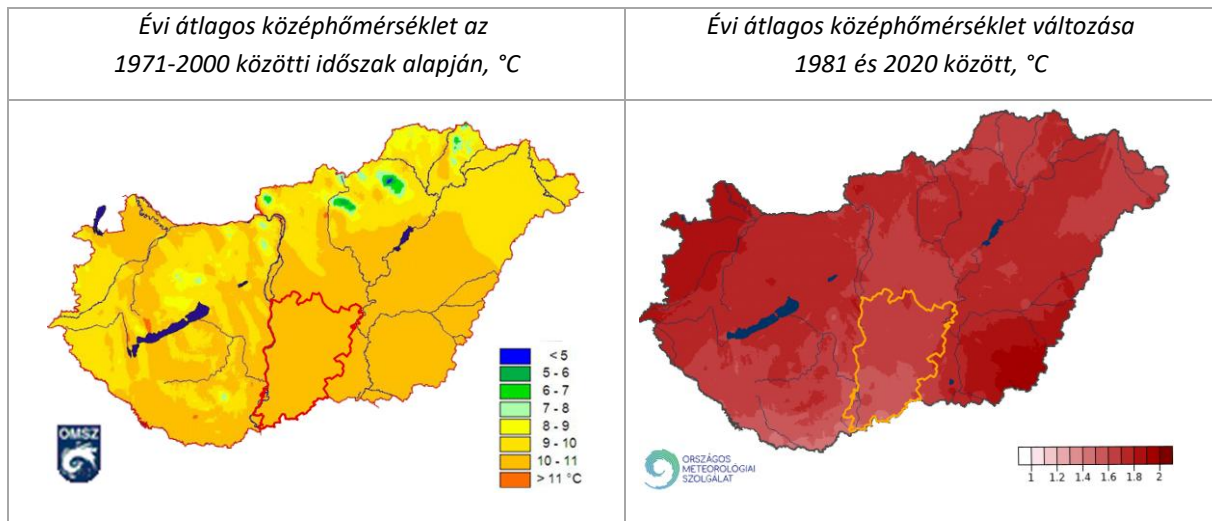 Évi átlagos középhőmérséklet az
1971-2000 közötti időszak alapján, °C
Évi átlagos középhőmérséklet változása
1981 és 2020 között, °C
< 5
5 - 6
6 - 7
7 - 8
8 - 9
9 - 10
10 - 11
> 11 °C
OMSZ
ORSZÁGOS
METEOROLÓGIAI
SZOLGÁLAT
1 1.2 1.4 1.6 1.8 2